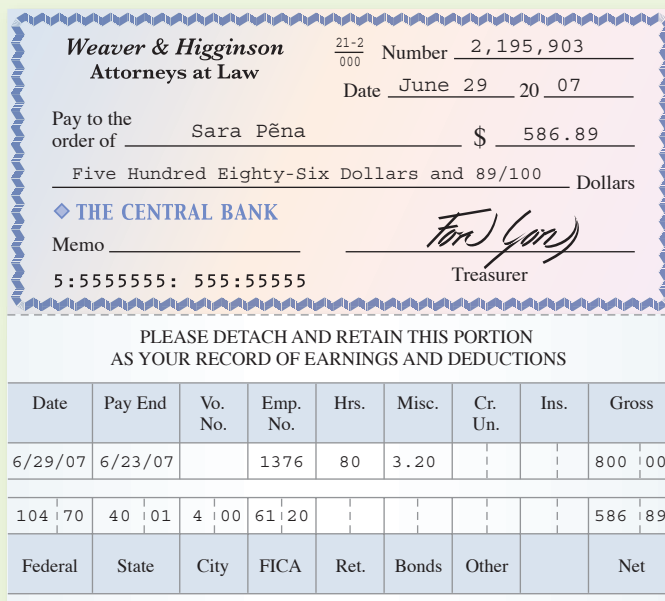 Weaver & Higginson
Attorneys at Law
21-2
000
Number 2,195,903
Date June 29 20 07
Pay to the
order of Sara Pẽna $ 586.89
Five Hundred Eighty-Six Dollars and 89/100 Dollars
THE CENTRAL BANK
Memo
Treasurer
5:5555555: 555:55555
PLEASE DETACH AND RETAIN THIS PORTION
AS YOUR RECORD OF EARNINGS AND DEDUCTIONS
Date Pay End Vo. No. Emp. No. Hrs. Misc. Cr. Un. Ins. Gross
6/29/07 6/23/07 1376 80 3.20 800 00
104 70 40 01 4 00 61 20 586 89
Federal State City FICA Ret. Bonds Other Net